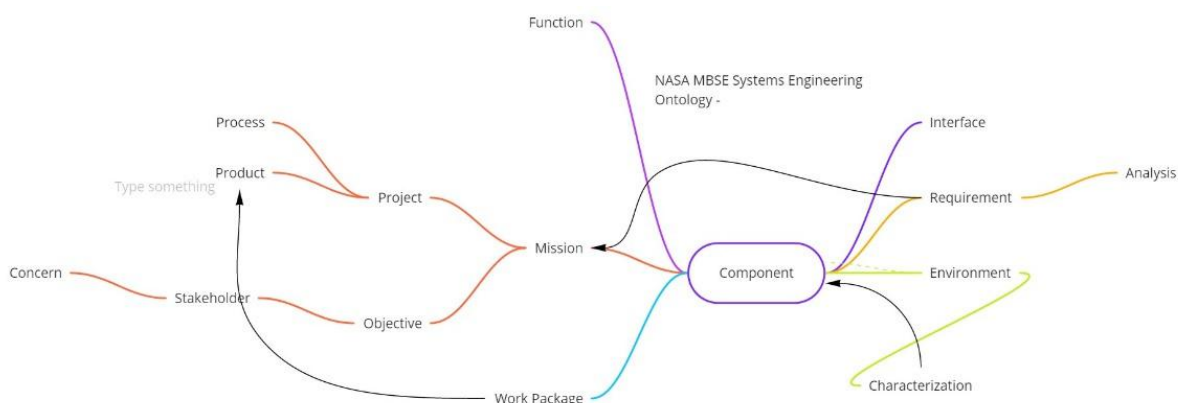 Function
NASA MBSE Systems Engineering
Ontology -
Process
Interface
Product
Analysis
Type something
Project
Requirement
Mission
Concern
Component
Environment
Stakeholder
Objective
Characterization
Work Package